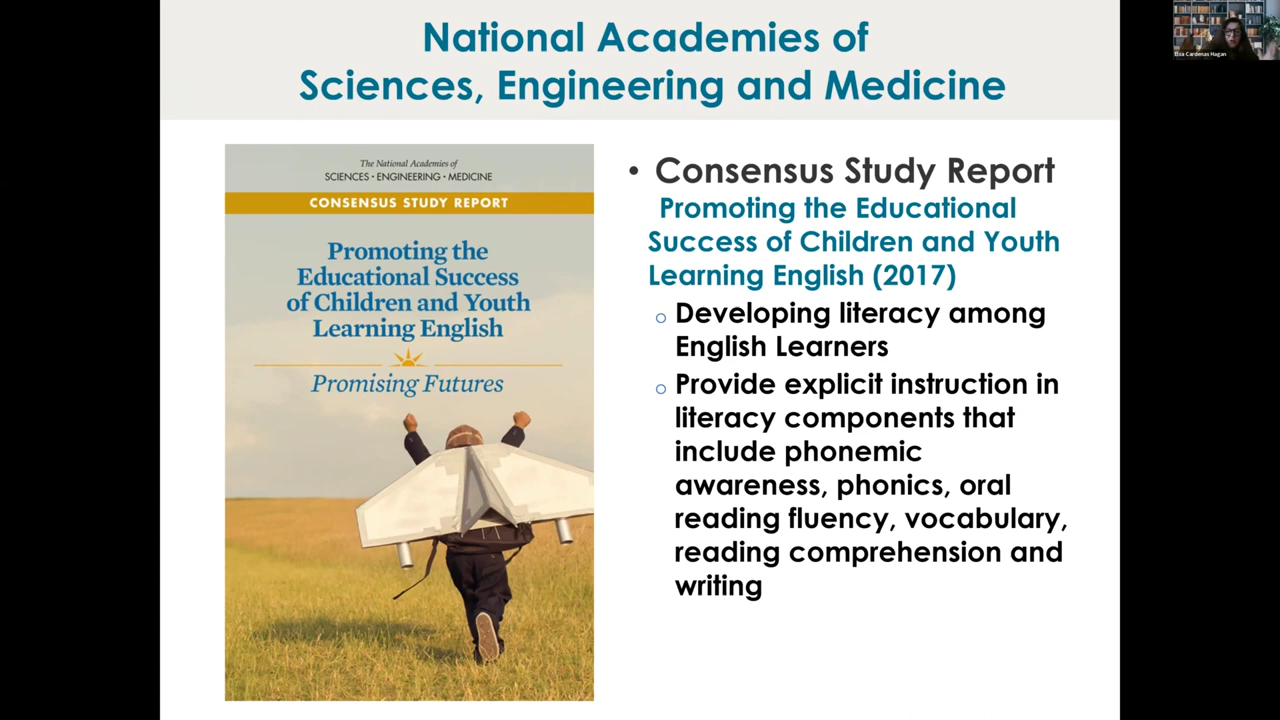 National Academies of
Sciences, Engineering and Medicine
Elsa Cardenas Hagan
The National Academies of
SCIENCES • ENGINEERING • MEDICINE
CONSENSUS STUDY REPORT
Promoting the
Educational Success
of Children and Youth
Learning English
Promising Futures
• Consensus Study Report
Promoting the Educational
Success of Children and Youth
Learning English (2017)
o Developing literacy among
English Learners
o Provide explicit instruction in
literacy components that
include phonemic
awareness, phonics, oral
reading fluency, vocabulary,
reading comprehension and
writing